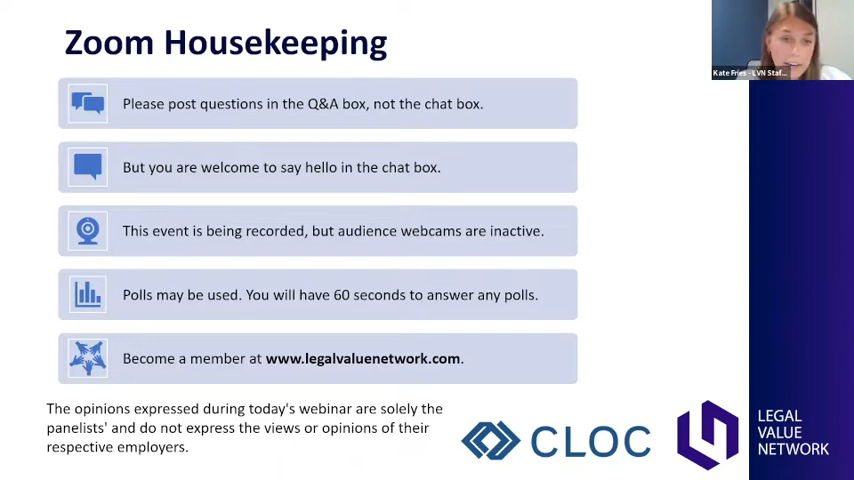 Zoom Housekeeping
Kate Fries - LVN Staf...
Please post questions in the Q&A box, not the chat box.
But you are welcome to say hello in the chat box.
This event is being recorded, but audience webcams are inactive.
Polls may be used. You will have 60 seconds to answer any polls.
Become a member at www.legalvaluenetwork.com.
The opinions expressed during today's webinar are solely the
panelists' and do not express the views or opinions of their
respective employers.
CLOC
LEGAL
VALUE
NETWORK